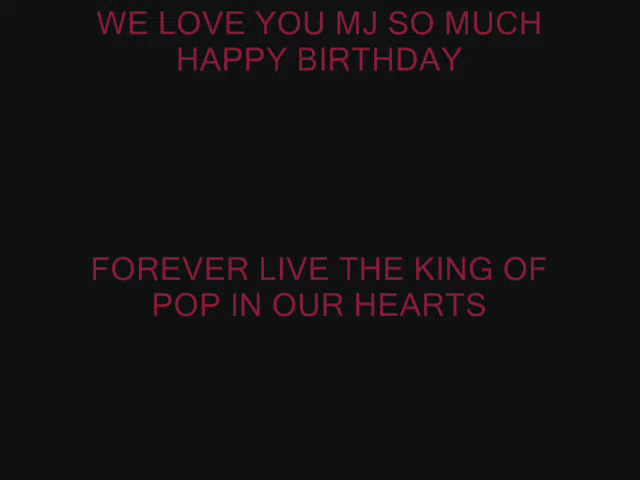 WE LOVE YOU MJ SO MUCH
HAPPY BIRTHDAY
FOREVER LIVE THE KING OF
POP IN OUR HEARTS